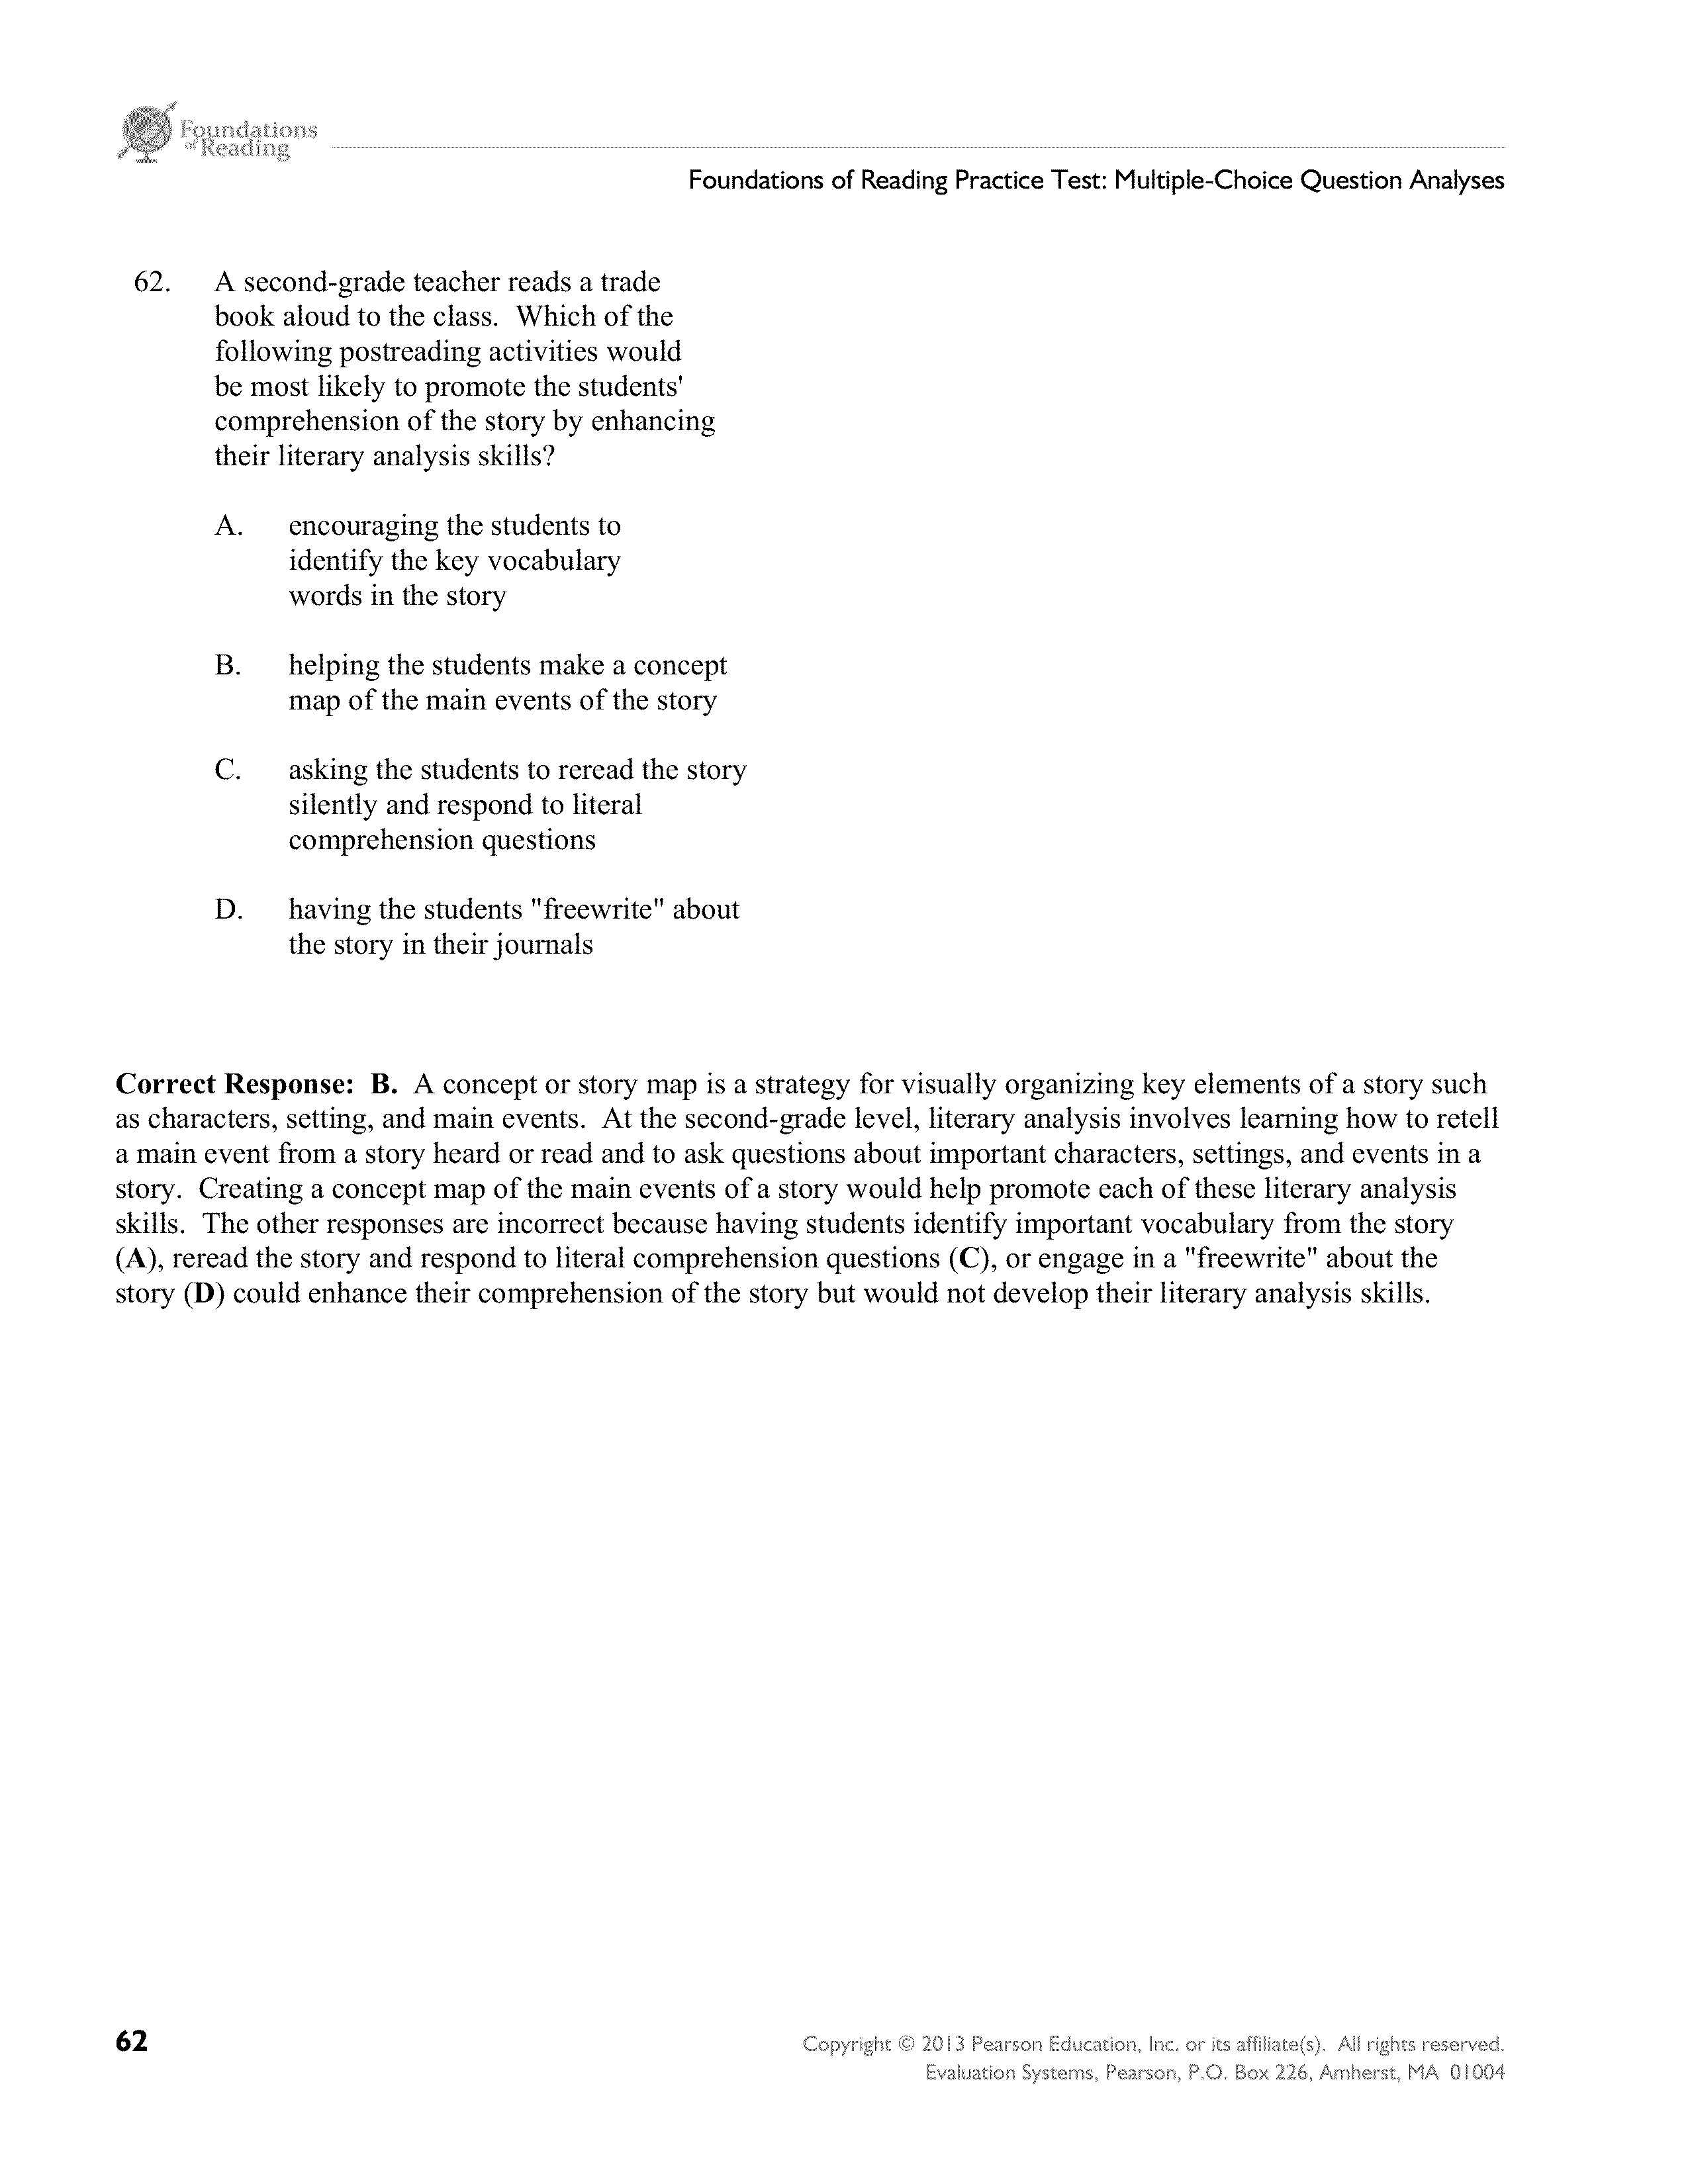 Foundations
of Reading
Foundations of Reading Practice Test: Multiple-Choice Question Analyses
62. A second-grade teacher reads a trade
book aloud to the class.  Which of the
following postreading activities would
be most likely to promote the students'
comprehension of the story by enhancing
their literary analysis skills?
A. encouraging the students to
identify the key vocabulary
words in the story
B. helping the students make a concept
map of the main events of the story
C. asking the students to reread the story
silently and respond to literal
comprehension questions
D. having the students "freewrite" about
the story in their journals
Correct Response:  B.  A concept or story map is a strategy for visually organizing key elements of a story such
as characters, setting, and main events.  At the second-grade level, literary analysis involves learning how to retell
a main event from a story heard or read and to ask questions about important characters, settings, and events in a
story.  Creating a concept map of the main events of a story would help promote each of these literary analysis
skills.  The other responses are incorrect because having students identify important vocabulary from the story
(A), reread the story and respond to literal comprehension questions (C), or engage in a "freewrite" about the
story (D) could enhance their comprehension of the story but would not develop their literary analysis skills.
62
Copyright © 2013 Pearson Education, Inc. or its affiliate(s).  All rights reserved.
Evaluation Systems, Pearson, P.O. Box 226, Amherst, MA  01004